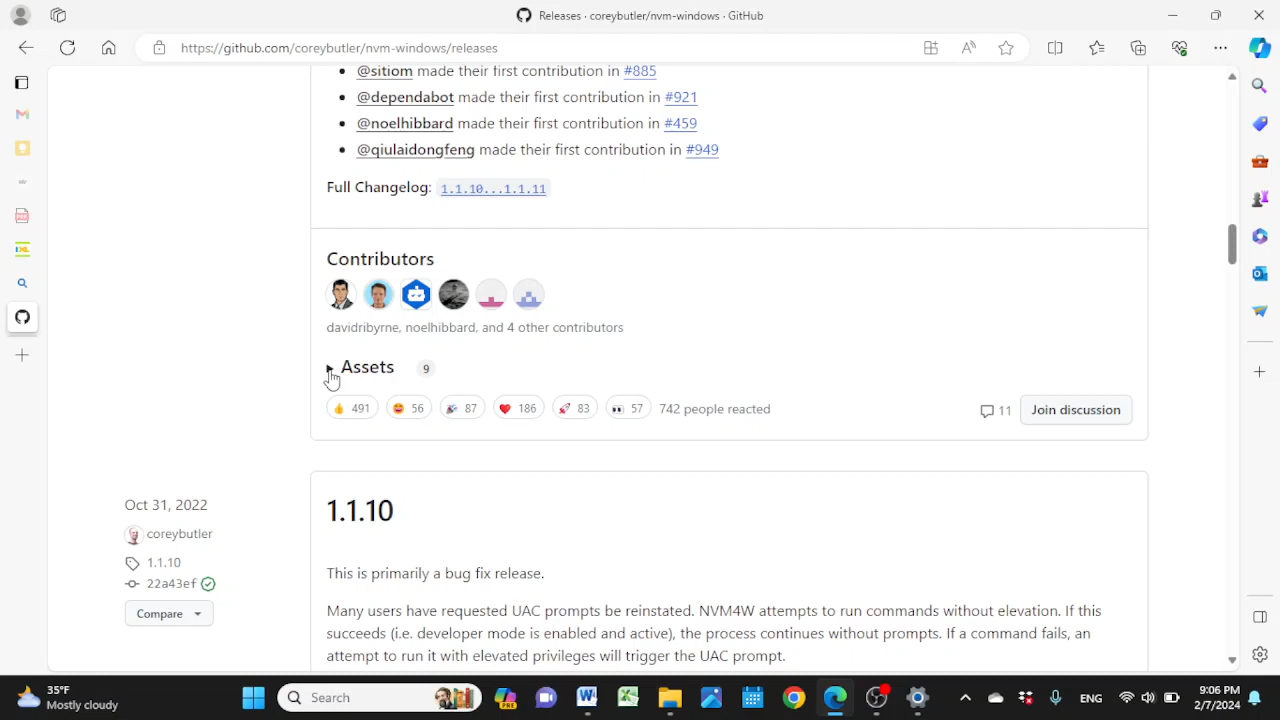 Releases · coreybutler/nvm-windows · GitHub
https://github.com/coreybutler/nvm-windows/releases
@sitiom made their first contribution in #885
@dependabot made their first contribution in #921
@noelhibbard made their first contribution in #459
@qiulaidongfeng made their first contribution in #949
Full Changelog: 1.1.10...1.1.11
Contributors
davidribyrne, noelhibbard, and 4 other contributors
Assets 9
491 56 87 186 83 57 742 people reacted 11 Join discussion
Oct 31, 2022
coreybutler
1.1.10
22a43ef
Compare
1.1.10
This is primarily a bug fix release.
Many users have requested UAC prompts be reinstated. NVM4W attempts to run commands without elevation. If this
succeeds (i.e. developer mode is enabled and active), the process continues without prompts. If a command fails, an
attempt to run it with elevated privileges will trigger the UAC prompt.
35°F
Mostly cloudy
Search
PRE
ENG
9:06 PM
2/7/2024